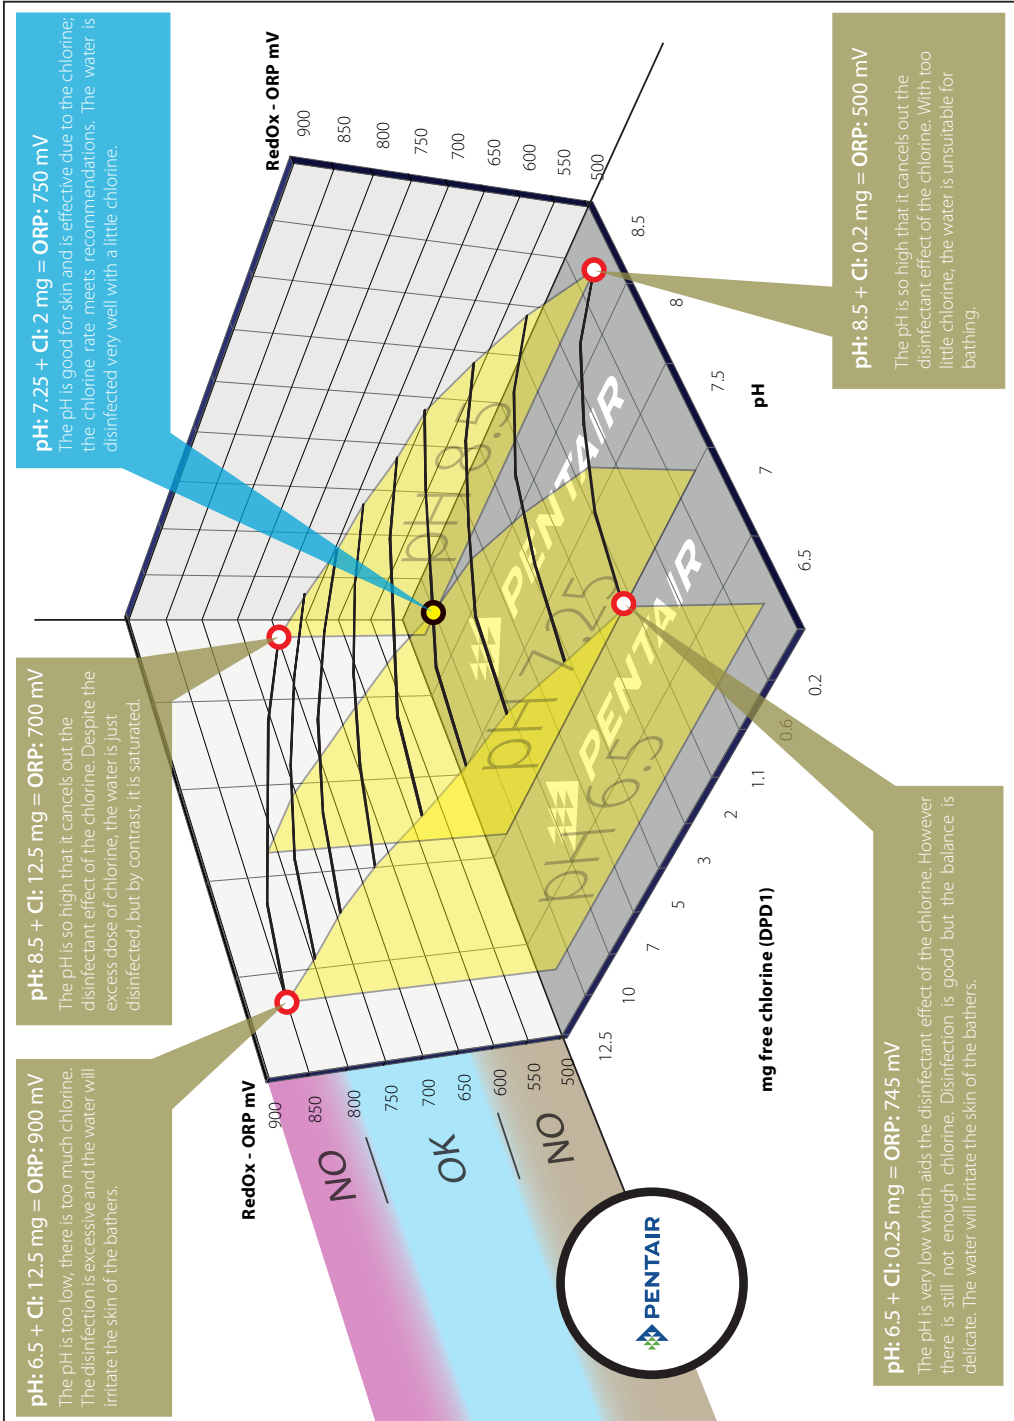 pH: 6.5 + Cl: 12.5 mg = ORP: 900 mV
The pH is too low, there is too much chlorine.
The disinfection is excessive and the water will
irritate the skin of the bathers.
pH: 8.5 + Cl: 12.5 mg = ORP: 700 mV
The pH is so high that it cancels out the
disinfectant effect of the chlorine. Despite the
excess dose of chlorine, the water is just
disinfected, but by contrast, it is saturated.
pH: 7.25 + Cl: 2 mg = ORP: 750 mV
The pH is good for skin and is effective due to the chlorine;
the chlorine rate meets recommendations. The water is
disinfected very well with a little chlorine.
RedOx - ORP mV
900
850
800
750
700
650
600
550
500
NO
OK
NO
RedOx - ORP mV
900
850
800
750
700
650
600
550
500
pH 8.5
pH 7.25
pH 6.5
PENTAIR
PENTAIR
12.5
10
7
5
3
2
1.1
0.6
0.2
mg free chlorine (DPD1)
6.5
7
7.5
8
8.5
pH
PENTAIR
pH: 6.5 + Cl: 0.25 mg = ORP: 745 mV
The pH is very low which aids the disinfectant effect of the chlorine. However
there is still not enough chlorine. Disinfection is good but the balance is
delicate. The water will irritate the skin of the bathers.
pH: 8.5 + Cl: 0.2 mg = ORP: 500 mV
The pH is so high that it cancels out the
disinfectant effect of the chlorine. With too
little chlorine, the water is unsuitable for
bathing.